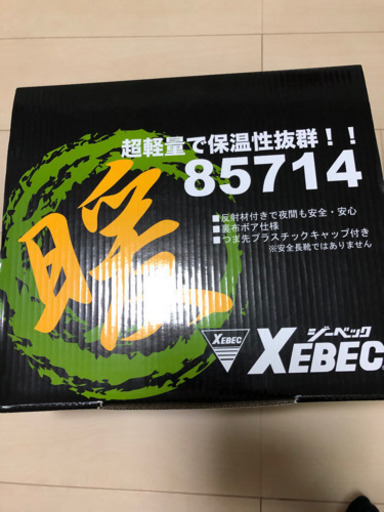 超軽量で保温性抜群！！
85714
■反射材付きで夜間も安全・安心
■裏布ボア仕様
■つま先プラスチックキャップ付き
※安全長靴ではありません
暖
XEBEC
ジーベック
XEBEC